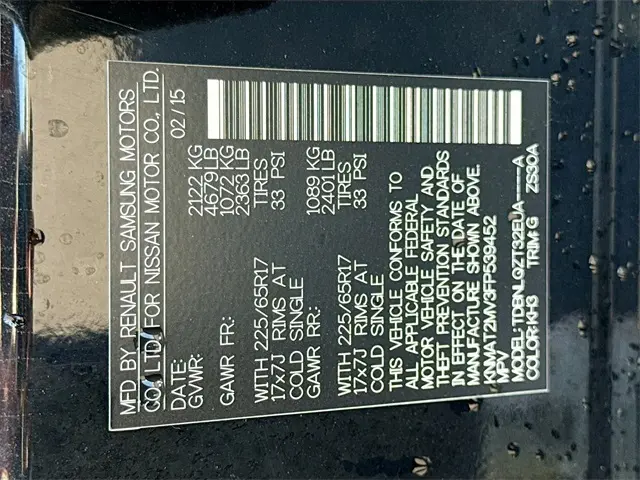 MFD BY RENAULT SAMSUNG MOTORS
CO., LTD. FOR NISSAN MOTOR CO., LTD.
DATE: 02/15
GVWR: 2122 KG
4679 LB
GAWR FR: 1072 KG
2363 LB
WITH 225/65R17 TIRES
17x7J RIMS AT 33 PSI
COLD SINGLE
GAWR RR: 1089 KG
2401 LB
WITH 225/65R17 TIRES
17x7J RIMS AT 33 PSI
COLD SINGLE
THIS VEHICLE CONFORMS TO
ALL APPLICABLE FEDERAL
MOTOR VEHICLE SAFETY AND
THEFT PREVENTION STANDARDS
IN EFFECT ON THE DATE OF
MANUFACTURE SHOWN ABOVE.
KNMAT2MV3FP539452
MPV
MODEL: TDBNLQZT32EUA-----A
COLOR: KH3 TRIM: G ZS30A